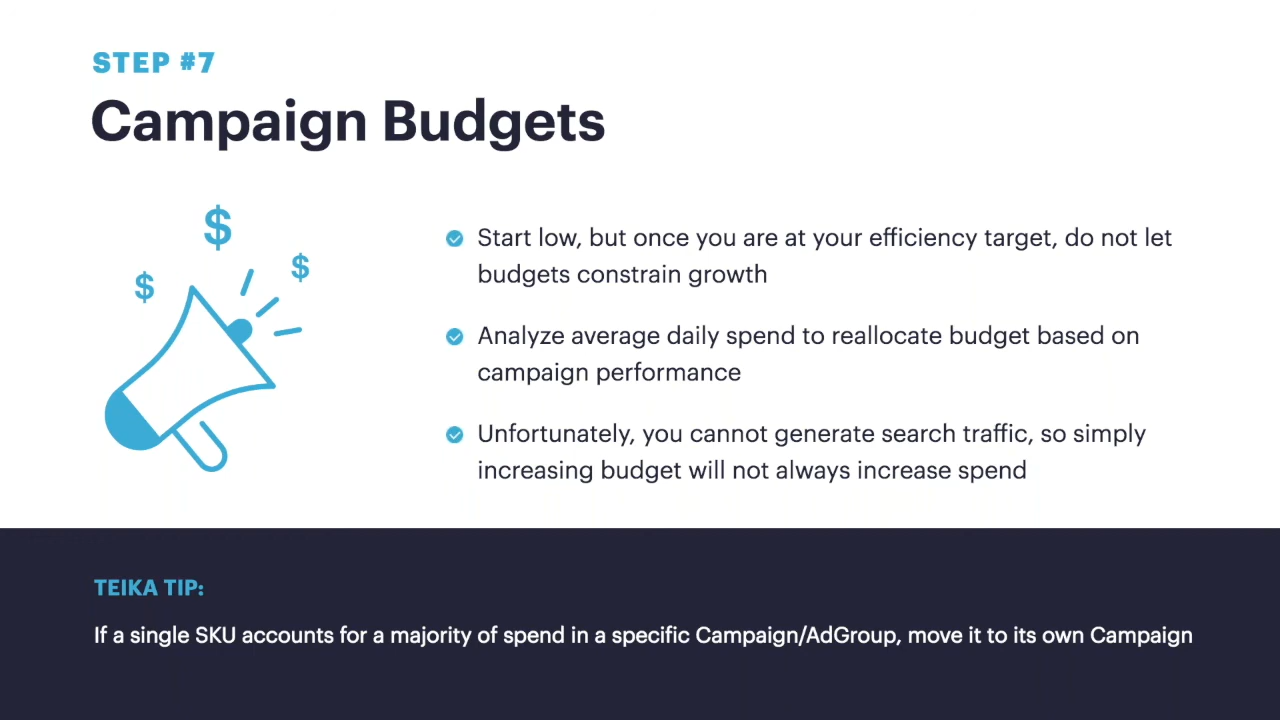 STEP #7
Campaign Budgets
$
$
$
Start low, but once you are at your efficiency target, do not let
budgets constrain growth
Analyze average daily spend to reallocate budget based on
campaign performance
Unfortunately, you cannot generate search traffic, so simply
increasing budget will not always increase spend
TEIKA TIP:
If a single SKU accounts for a majority of spend in a specific Campaign/AdGroup, move it to its own Campaign